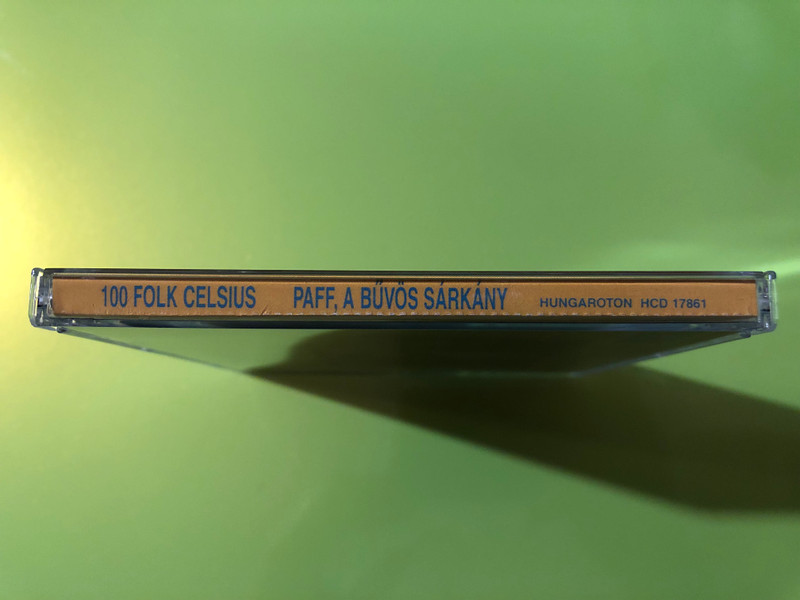 100 FOLK CELSIUS PAFF, A BŰVÖS SÁRKÁNY HUNGAROTON HCD 17861